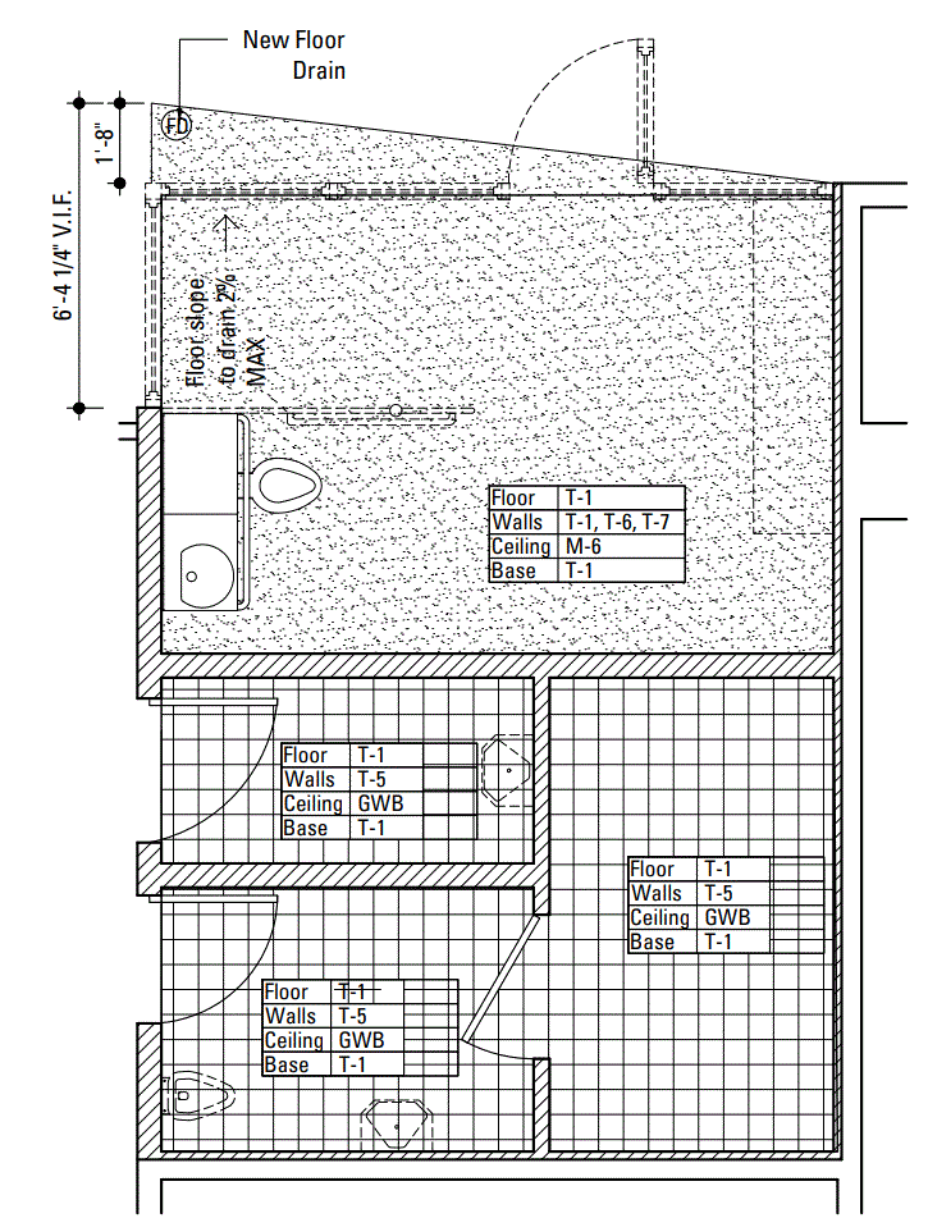 New Floor
Drain
FD
1'-8"
6'-4 1/4" V.I.F.
Floor slope
to drain 2%
MAX
Floor T-1
Walls T-1, T-6, T-7
Ceiling M-6
Base T-1
Floor T-1
Walls T-5
Ceiling GWB
Base T-1
Floor T-1
Walls T-5
Ceiling GWB
Base T-1
Floor T-1
Walls T-5
Ceiling GWB
Base T-1